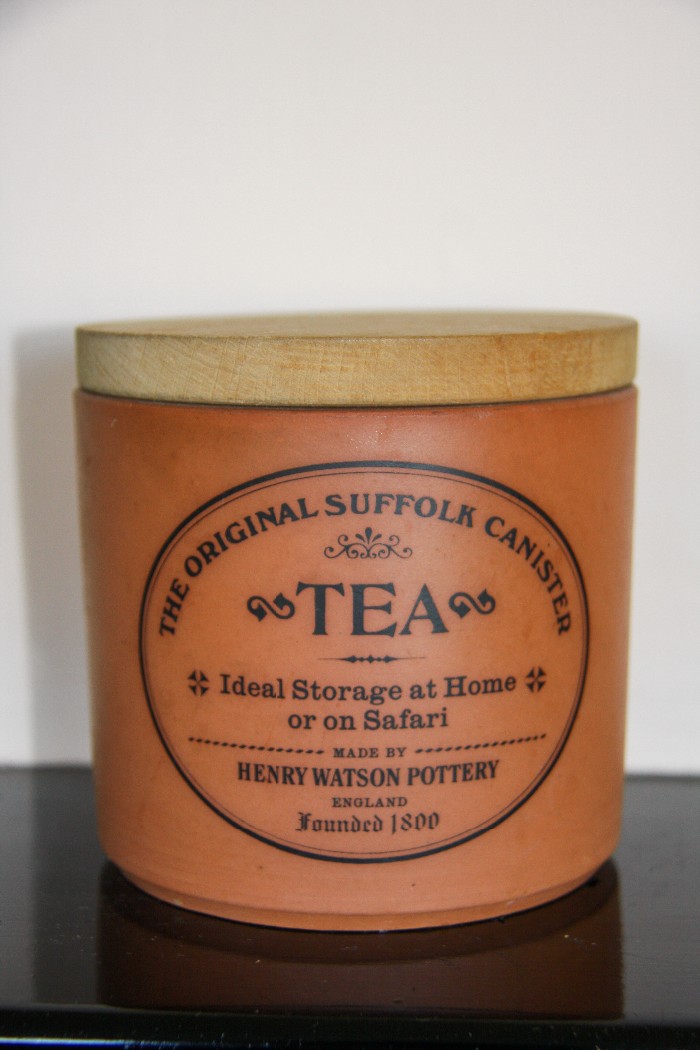 THE ORIGINAL SUFFOLK CANISTER
TEA
Ideal Storage at Home
or on Safari
MADE BY
HENRY WATSON POTTERY
ENGLAND
Founded 1800